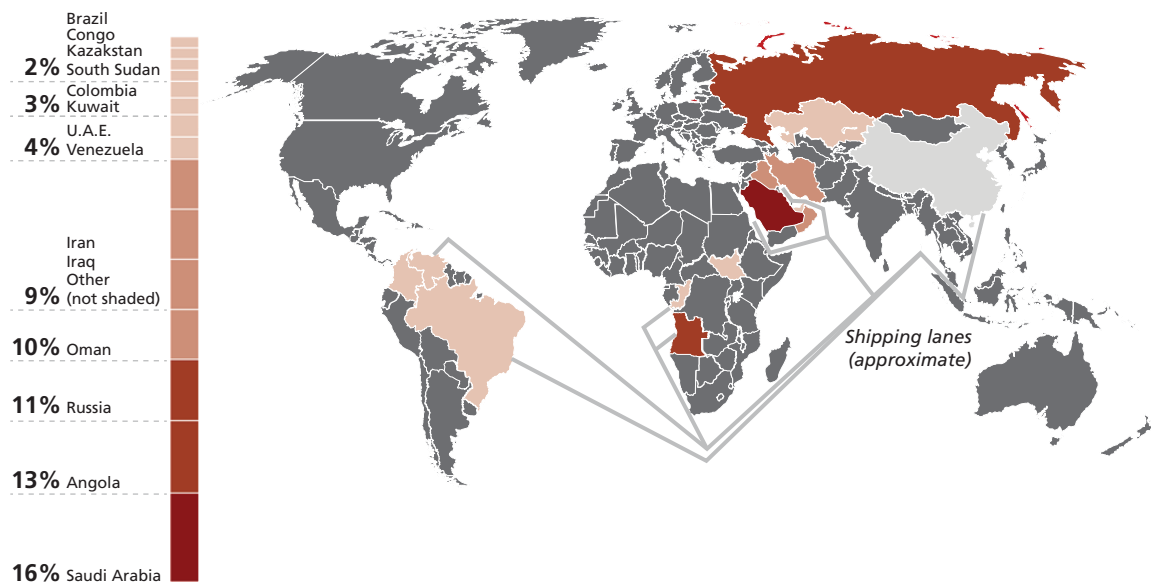 Brazil
Congo
Kazakstan
2% South Sudan
Colombia
3% Kuwait
U.A.E.
4% Venezuela
Iran
Iraq
Other
9% (not shaded)
10% Oman
11% Russia
13% Angola
16% Saudi Arabia
Shipping lanes
(approximate)